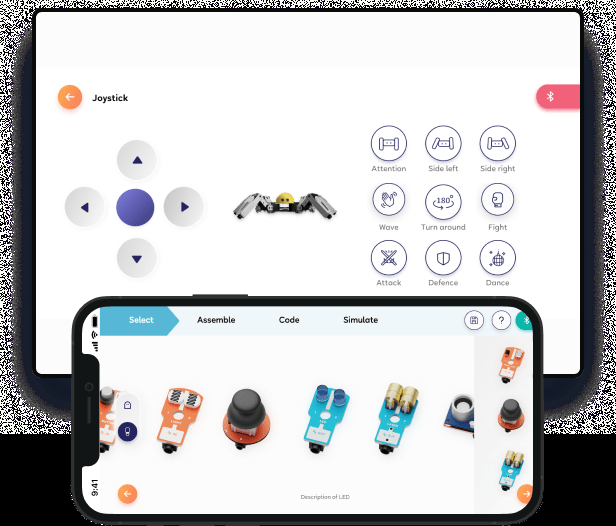 Joystick
Attention
Side left
Side right
180°
Wave
Turn around
Fight
Attack
Defence
Dance
Select
Assemble
Code
Simulate
?
9:41
Description of LED